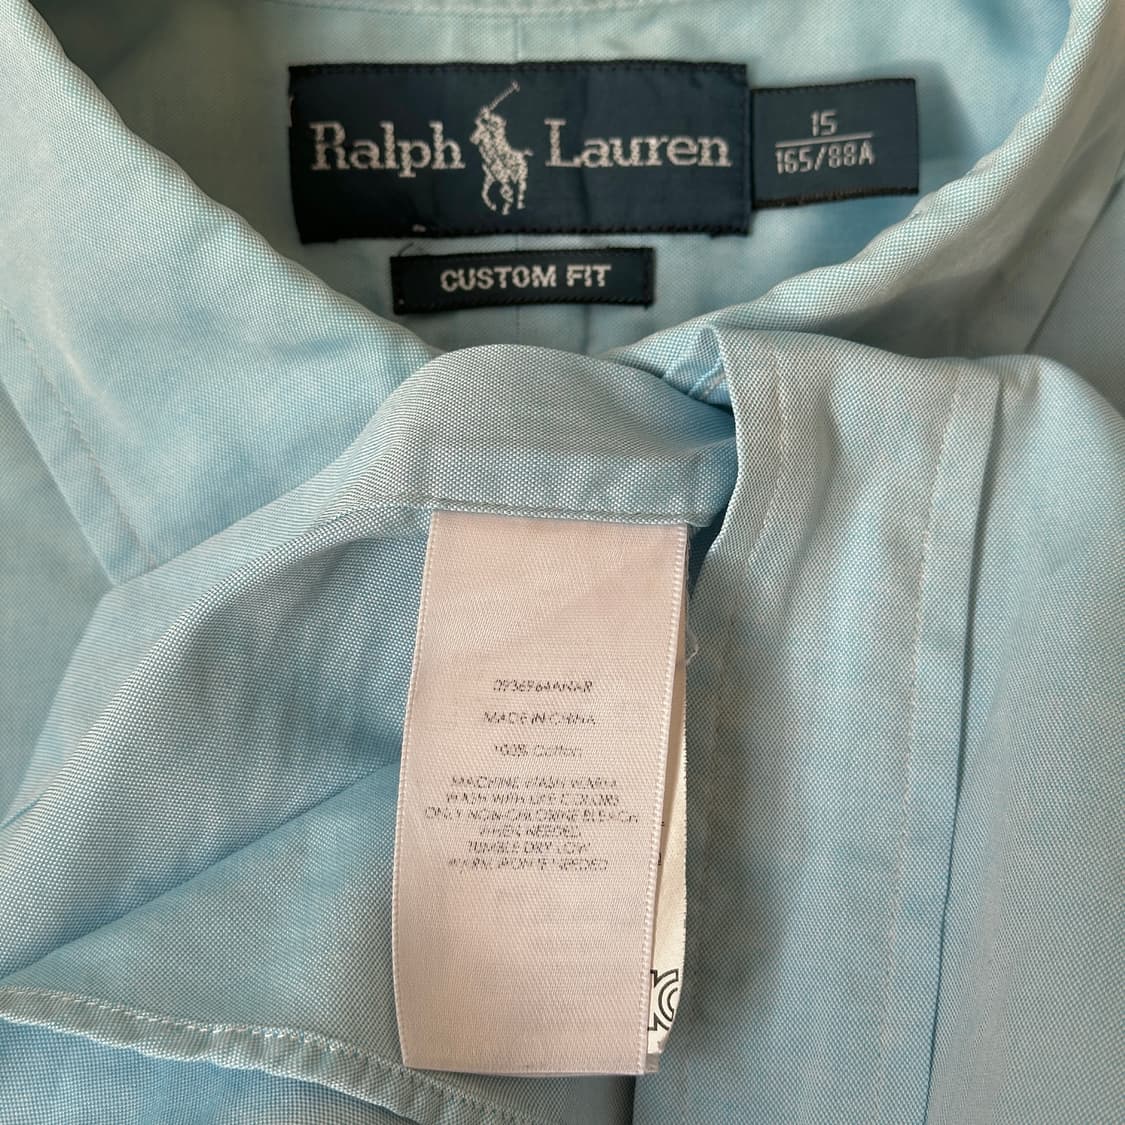 Ralph Lauren
15
165/88A
CUSTOM FIT
MADE IN CHINA
100% Cotton
MACHINE WASH WARM
WASH WITH LIKE COLORS
ONLY NON-CHLORINE BLEACH
WHEN NEEDED
TUMBLE DRY LOW
WARM IRON IF NEEDED